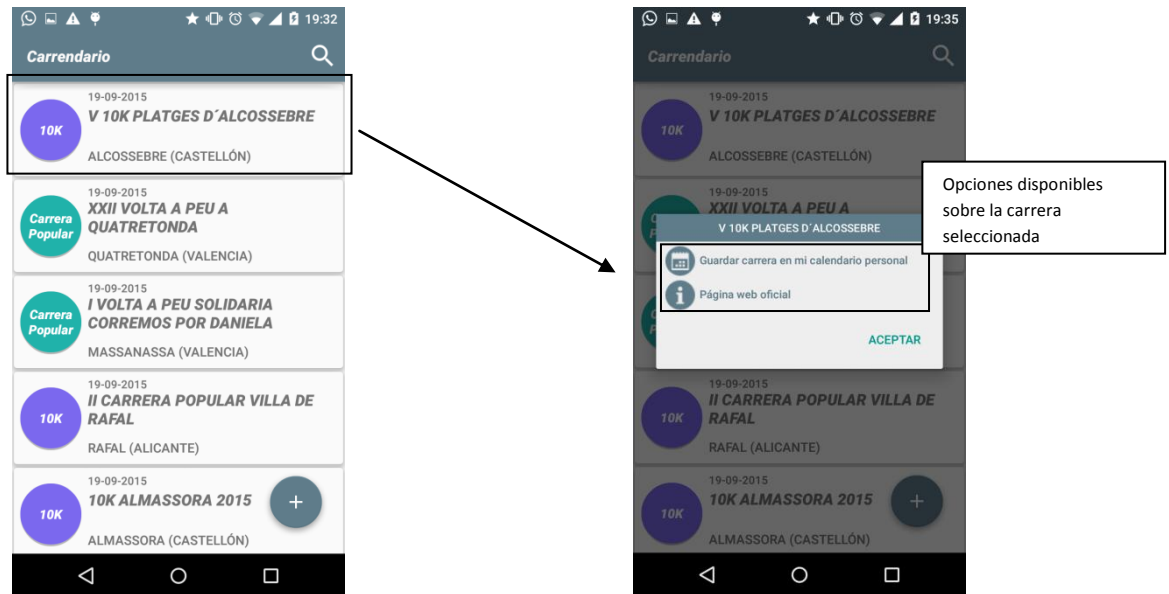 19:32
Carrendario
19-09-2015
10K
V 10K PLATGES D´ALCOSSEBRE
ALCOSSEBRE (CASTELLÓN)
19-09-2015
Carrera
Popular
XXII VOLTA A PEU A
QUATRETONDA
QUATRETONDA (VALENCIA)
19-09-2015
Carrera
Popular
I VOLTA A PEU SOLIDARIA
CORREMOS POR DANIELA
MASSANASSA (VALENCIA)
19-09-2015
10K
II CARRERA POPULAR VILLA DE
RAFAL
RAFAL (ALICANTE)
19-09-2015
10K
10K ALMASSORA 2015
+
ALMASSORA (CASTELLÓN)
19:35
Carrendario
19-09-2015
10K
V 10K PLATGES D´ALCOSSEBRE
ALCOSSEBRE (CASTELLÓN)
19-09-2015
XXII VOLTA A PEU A
V 10K PLATGES D´ALCOSSEBRE
Guardar carrera en mi calendario personal
Página web oficial
ACEPTAR
19-09-2015
10K
II CARRERA POPULAR VILLA DE
RAFAL
RAFAL (ALICANTE)
19-09-2015
10K
10K ALMASSORA 2015
+
ALMASSORA (CASTELLÓN)
Opciones disponibles
sobre la carrera
seleccionada